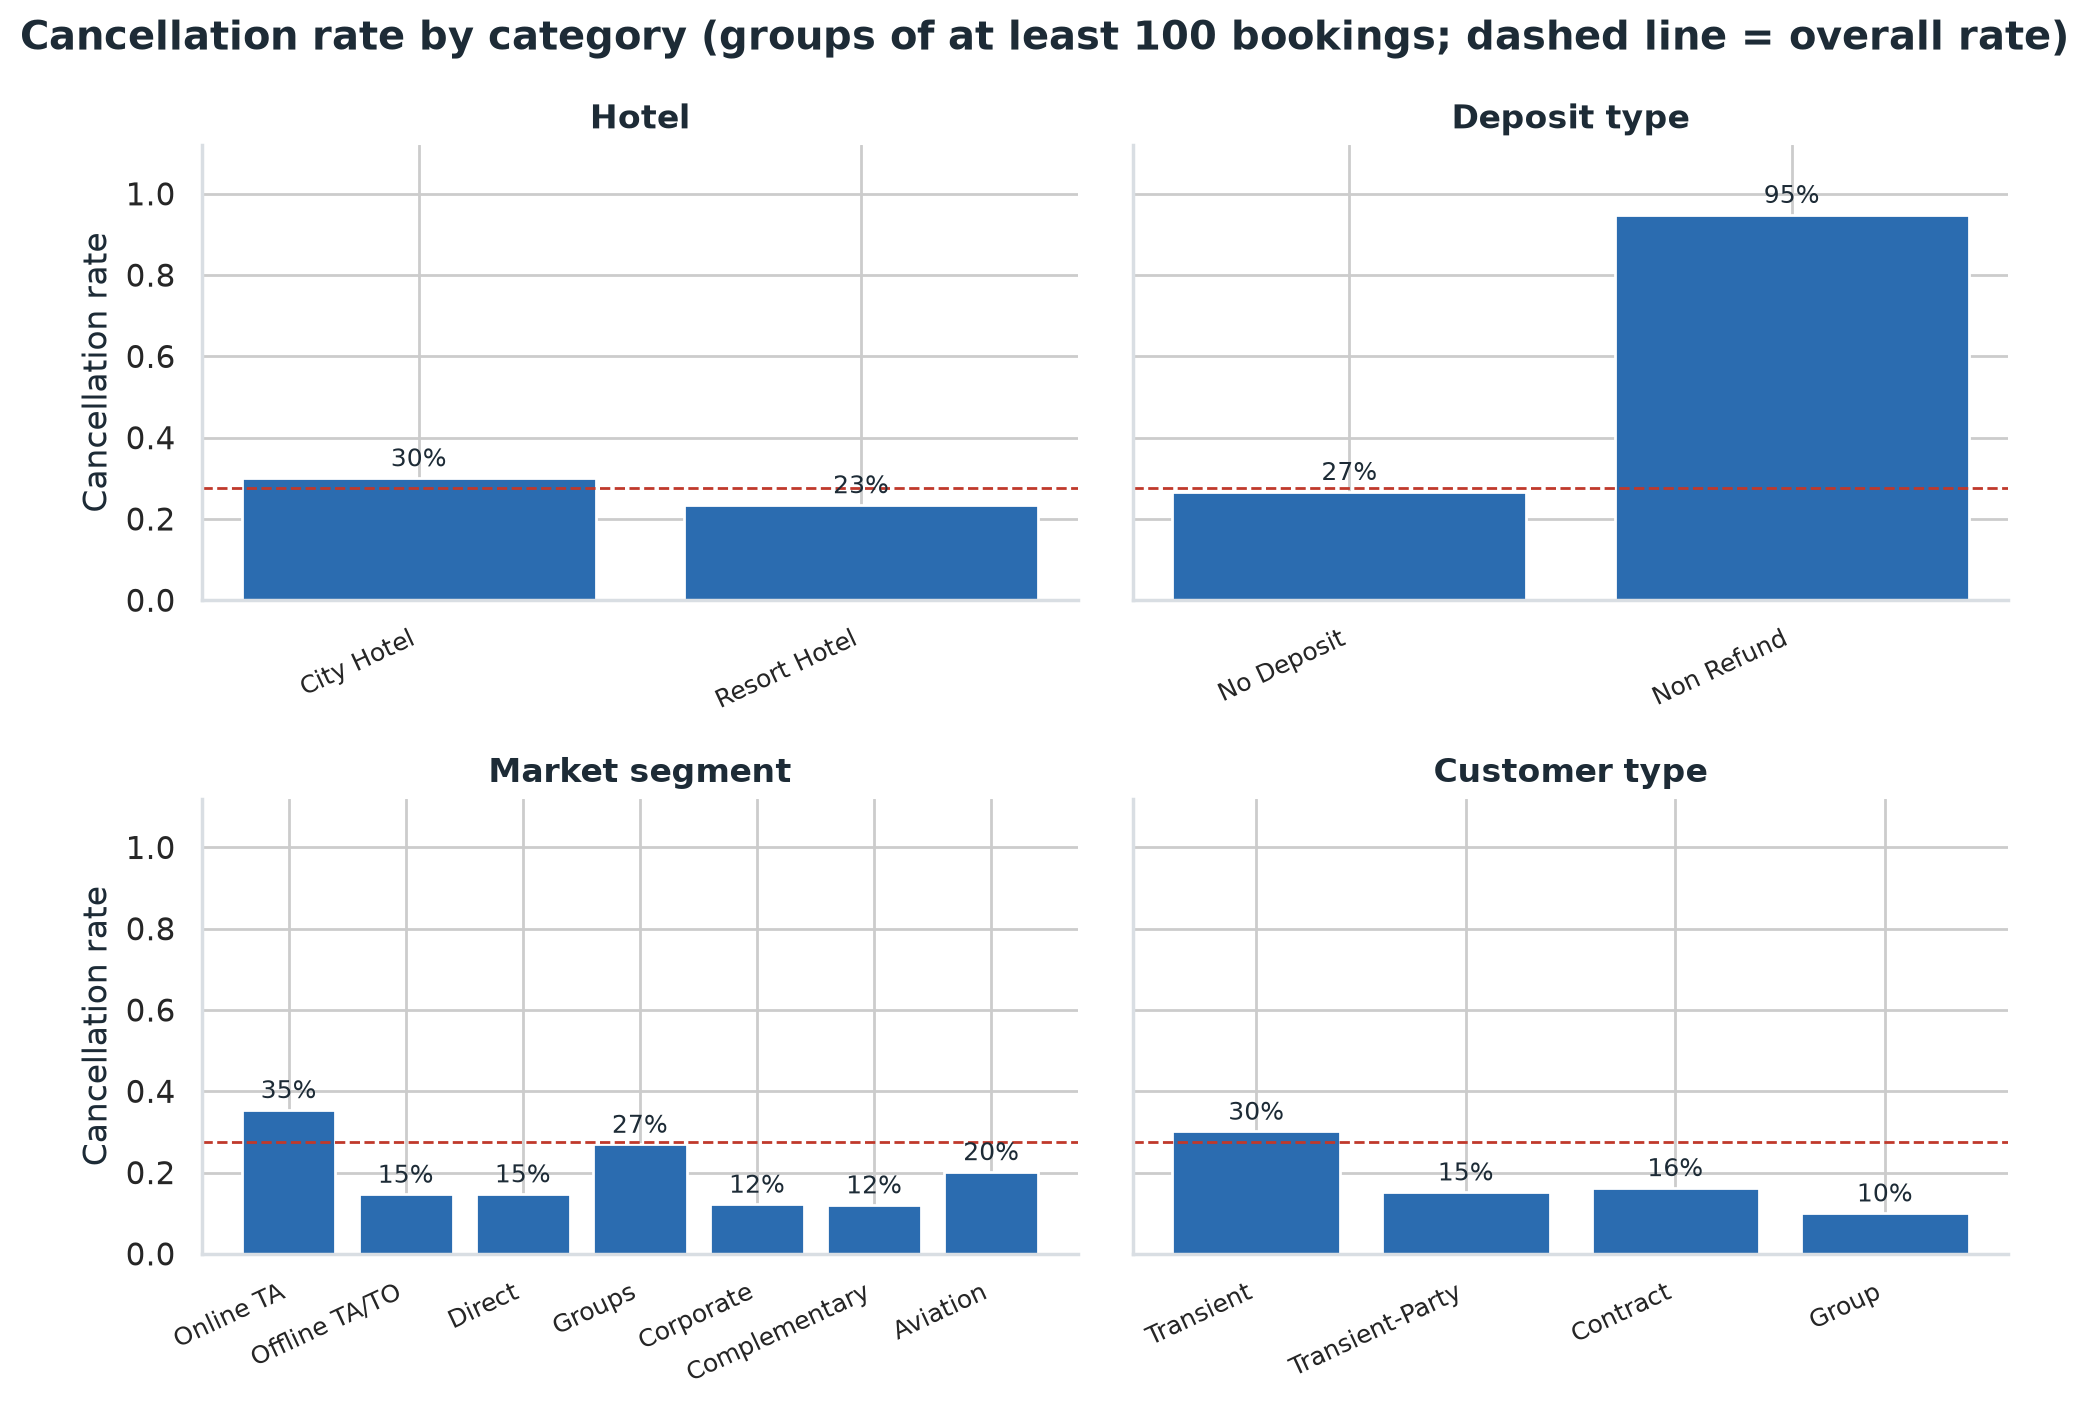 Cancellation rate by category (groups of at least 100 bookings; dashed line = overall rate)
Hotel
Cancellation rate
1.0
0.8
0.6
0.4
0.2
0.0
30%
23%
City Hotel
Resort Hotel
Deposit type
27%
95%
No Deposit
Non Refund
Market segment
Cancellation rate
1.0
0.8
0.6
0.4
0.2
0.0
35%
15%
15%
27%
12%
12%
20%
Online TA
Offline TA/TO
Direct
Groups
Corporate
Complementary
Aviation
Customer type
30%
15%
16%
10%
Transient
Transient-Party
Contract
Group